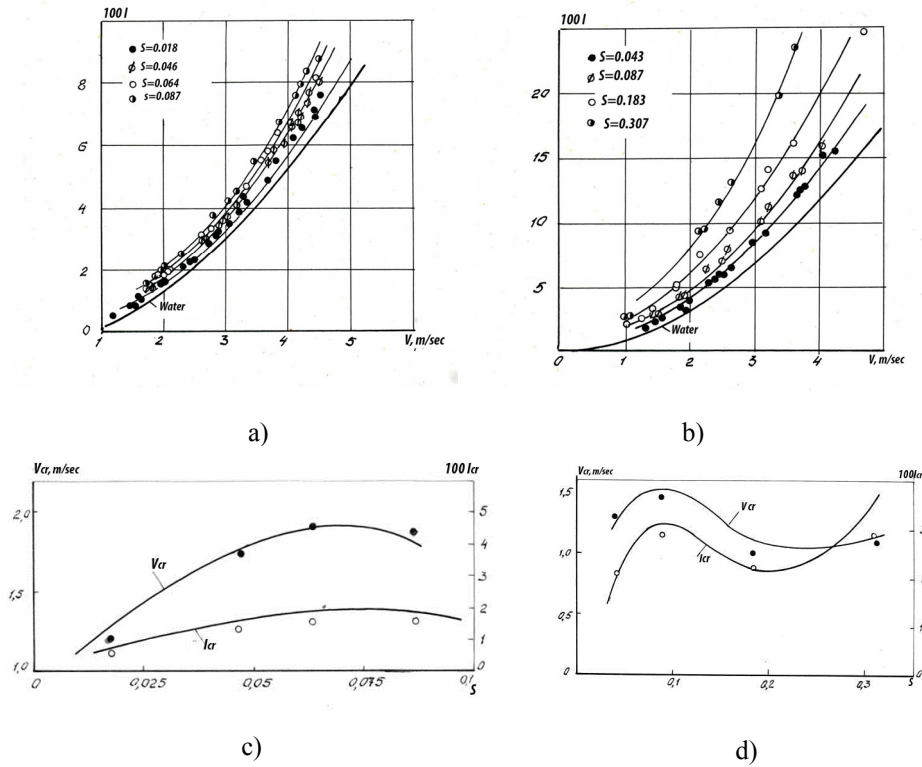 100 I
S=0.018
S=0.046
S=0.064
s=0.087
8
6
4
2
0
Water
1
2
3
4
5
V, m/sec
a)
100 I
S=0.043
S=0.087
S=0.183
S=0.307
20
15
10
5
0
Water
0
1
2
3
4
V, m/sec
b)
Vcr, m/sec
100 Icr
2,0
1,5
1,0
5
4
3
2
1
0
Vcr
Icr
0
0,025
0,05
0,075
0,1
S
c)
Vcr, m/sec
100Icr
1,5
1,0
0,5
0
Vcr
Icr
0,1
0,2
0,3
S
d)